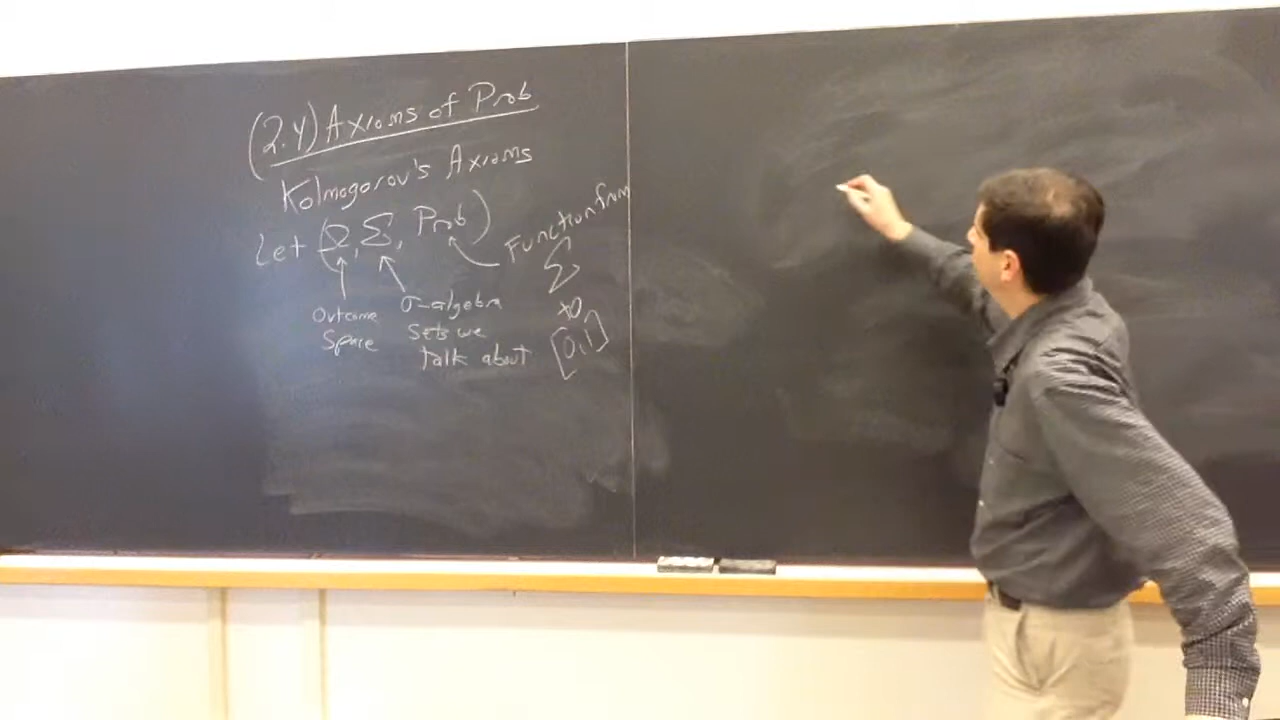 (2.4) Axioms of Prob
Kolmogorov's Axioms
Let (Ω, Σ, Prob)
Function from
Σ
to
[0,1]
Outcome
Space
σ-algebra
Sets we
talk about